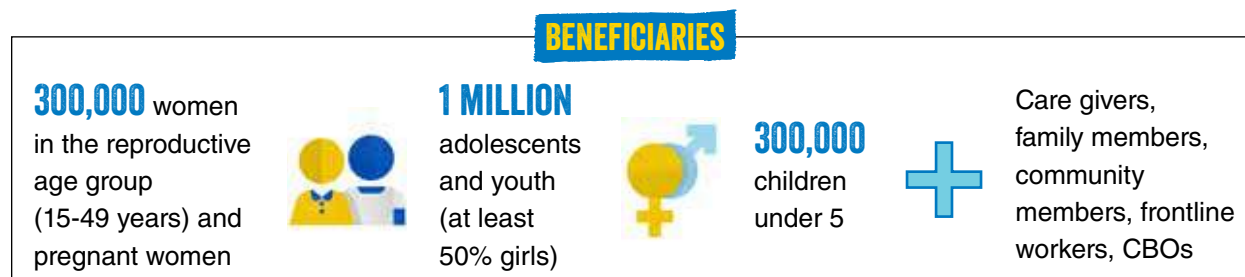 BENEFICIARIES
300,000 women
in the reproductive
age group
(15-49 years) and
pregnant women
1 MILLION
adolescents
and youth
(at least
50% girls)
300,000
children
under 5
Care givers,
family members,
community
members, frontline
workers, CBOs